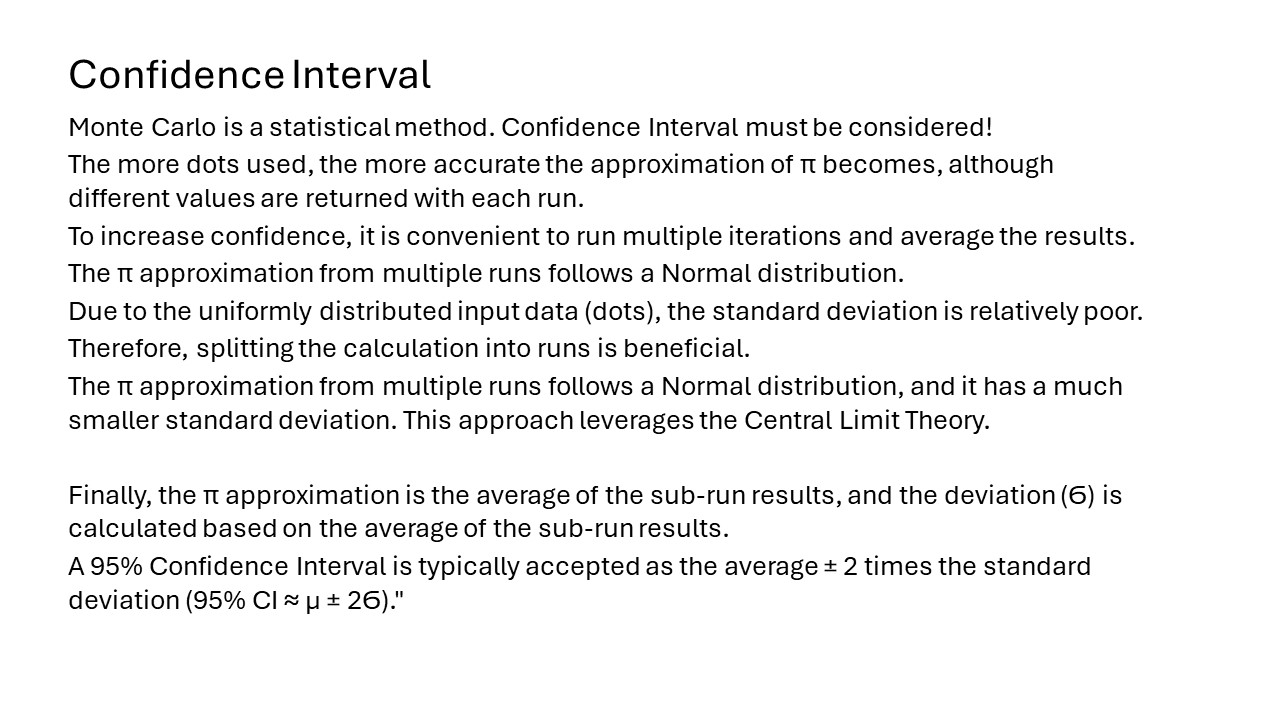 Confidence Interval
Monte Carlo is a statistical method. Confidence Interval must be considered!
The more dots used, the more accurate the approximation of π becomes, although
different values are returned with each run.
To increase confidence, it is convenient to run multiple iterations and average the results.
The π approximation from multiple runs follows a Normal distribution.
Due to the uniformly distributed input data (dots), the standard deviation is relatively poor.
Therefore, splitting the calculation into runs is beneficial.
The π approximation from multiple runs follows a Normal distribution, and it has a much
smaller standard deviation. This approach leverages the Central Limit Theory.
Finally, the π approximation is the average of the sub-run results, and the deviation (Ϭ) is
calculated based on the average of the sub-run results.
A 95% Confidence Interval is typically accepted as the average ± 2 times the standard
deviation (95% CI ≈ µ ± 2Ϭ)."